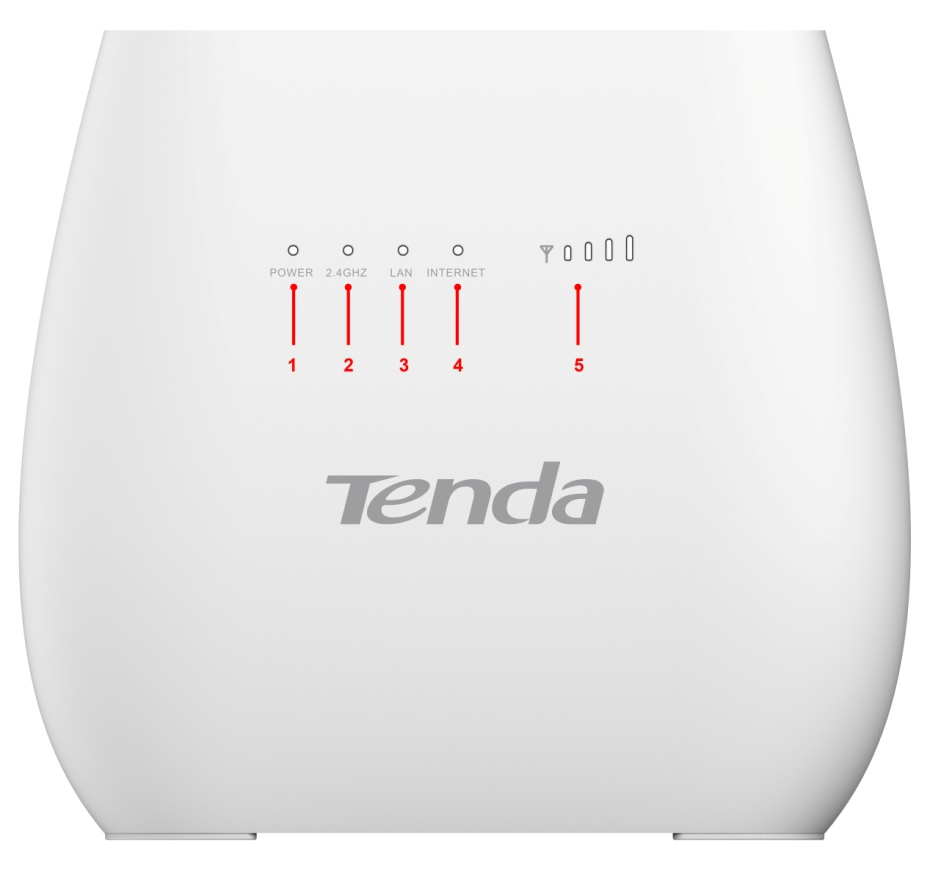 POWER 2.4GHZ LAN INTERNET
1 2 3 4 5
Tenda